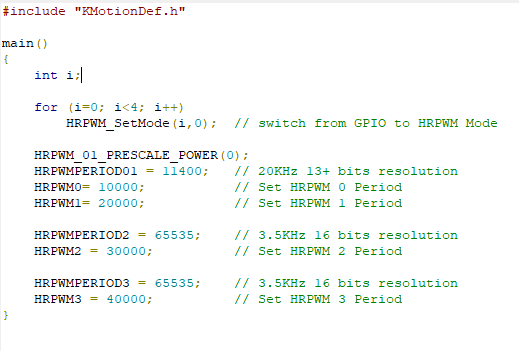 #include "KMotionDef.h"
main()
{
int i;
for (i=0; i<4; i++)
HRPWM_SetMode(i,0); // switch from GPIO to HRPWM Mode
HRPWM_01_PRESCALE_POWER(0);
HRPWMPERIOD01 = 11400; // 20KHz 13+ bits resolution
HRPWM0= 10000; // Set HRPWM 0 Period
HRPWM1= 20000; // Set HRPWM 1 Period
HRPWMPERIOD2 = 65535; // 3.5KHz 16 bits resolution
HRPWM2 = 30000; // Set HRPWM 2 Period
HRPWMPERIOD3 = 65535; // 3.5KHz 16 bits resolution
HRPWM3 = 40000; // Set HRPWM 3 Period
}